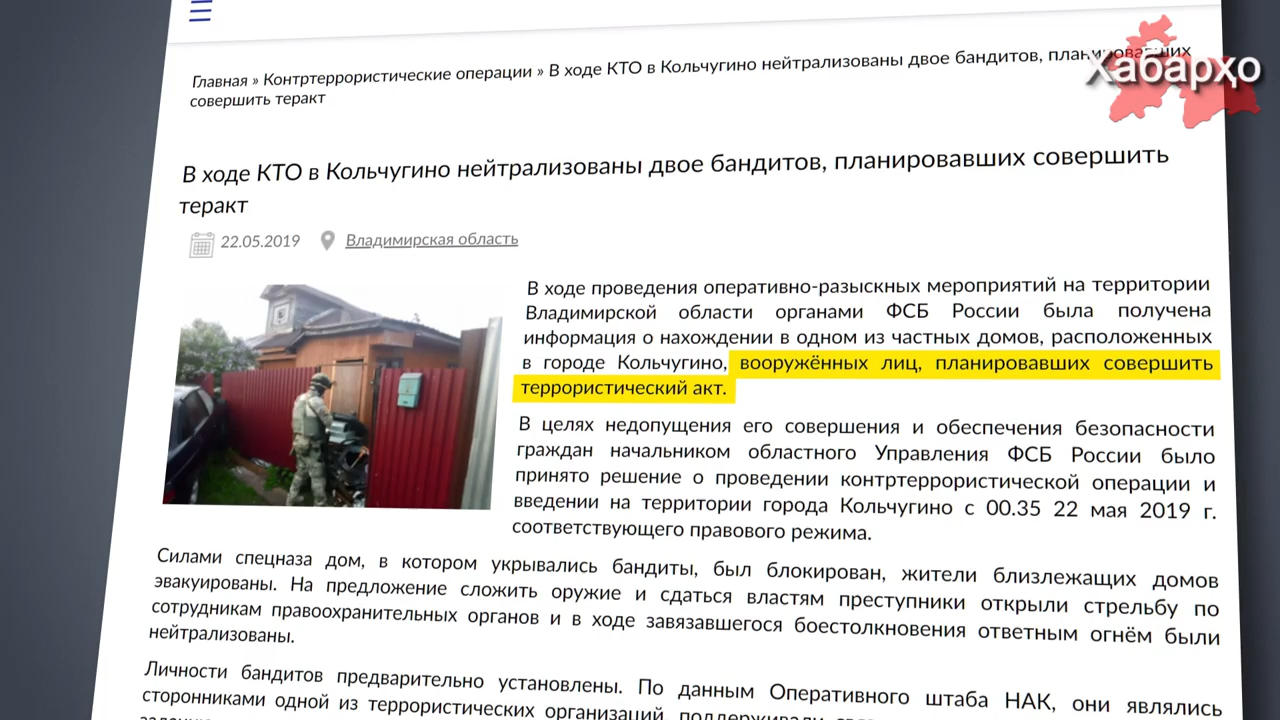 Хабарҳо
Главная » Контртеррористические операции » В ходе КТО в Кольчугино нейтрализованы двое бандитов, планировавших
совершить теракт
В ходе КТО в Кольчугино нейтрализованы двое бандитов, планировавших совершить
теракт
22.05.2019 Владимирская область
В ходе проведения оперативно-разыскных мероприятий на территории
Владимирской области органами ФСБ России была получена
информация о нахождении в одном из частных домов, расположенных
в городе Кольчугино, вооружённых лиц, планировавших совершить
террористический акт.
В целях недопущения его совершения и обеспечения безопасности
граждан начальником областного Управления ФСБ России было
принято решение о проведении контртеррористической операции и
введении на территории города Кольчугино с 00.35 22 мая 2019 г.
соответствующего правового режима.
Силами спецназа дом, в котором укрывались бандиты, был блокирован, жители близлежащих домов
эвакуированы. На предложение сложить оружие и сдаться властям преступники открыли стрельбу по
сотрудникам правоохранительных органов и в ходе завязавшегося боестолкновения ответным огнём были
нейтрализованы.
Личности бандитов предварительно установлены. По данным Оперативного штаба НАК, они являлись
сторонниками одной из террористических организаций, поддерживали